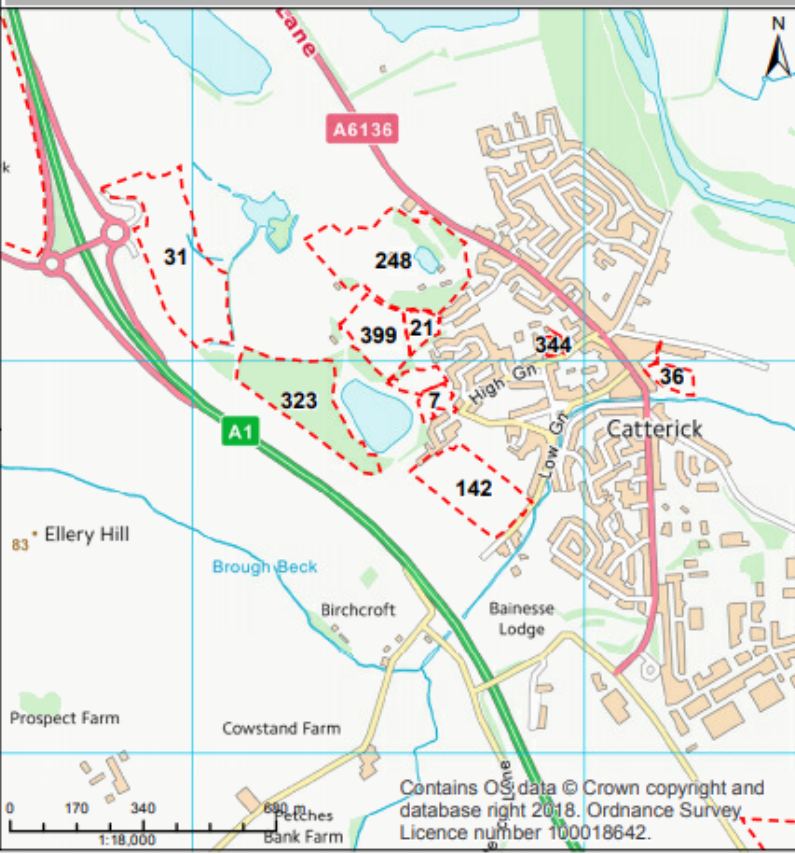 N
Lane
A6136
k
31
248
399
21
344
High Gn
36
323
7
A1
Catterick
Low Gn
142
83
Ellery Hill
Brough Beck
Birchcroft
Bainesse
Lodge
Prospect Farm
Cowstand Farm
Lane
0 170 340 680 m
1:18,000
Petches
Bank Farm
Contains OS data © Crown copyright and
database right 2018. Ordnance Survey
Licence number 100018642.